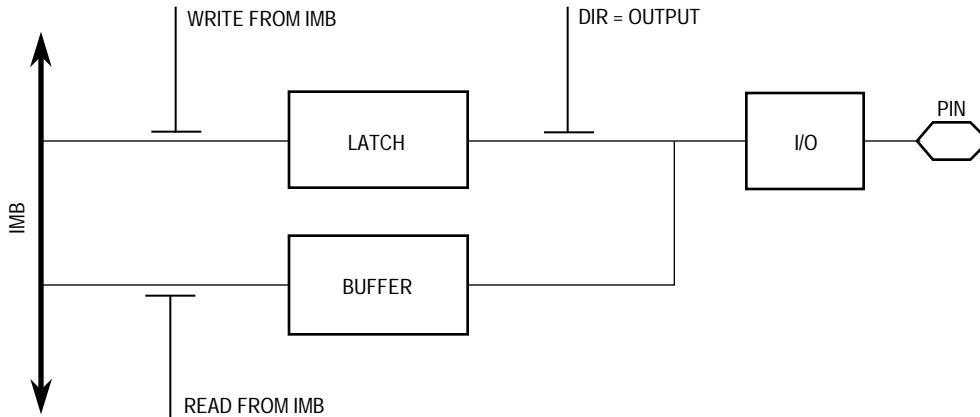 WRITE FROM IMB
DIR = OUTPUT
PIN
LATCH
I/O
IMB
BUFFER
READ FROM IMB